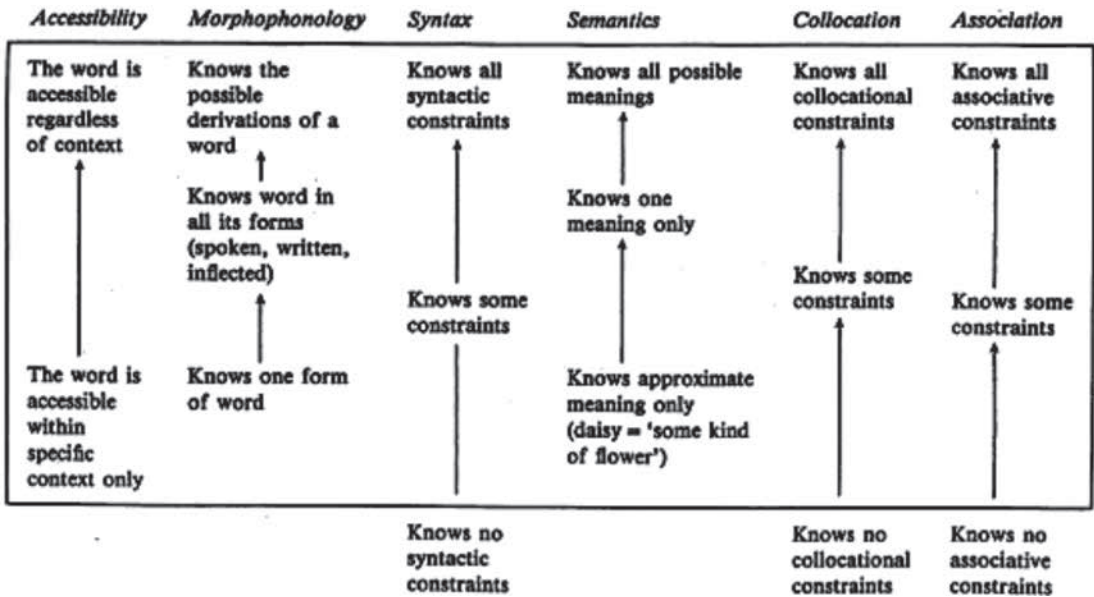 Accessibility Morphophonology Syntax Semantics Collocation Association
The word is
accessible
regardless
of context
The word is
accessible
within
specific
context only
Knows the
possible
derivations of a
word
Knows word in
all its forms
(spoken, written,
inflected)
Knows one form
of word
Knows all
syntactic
constraints
Knows some
constraints
Knows no
syntactic
constraints
Knows all possible
meanings
Knows one
meaning only
Knows approximate
meaning only
(daisy = 'some kind
of flower')
Knows all
collocational
constraints
Knows some
constraints
Knows no
collocational
constraints
Knows all
associative
constraints
Knows some
constraints
Knows no
associative
constraints